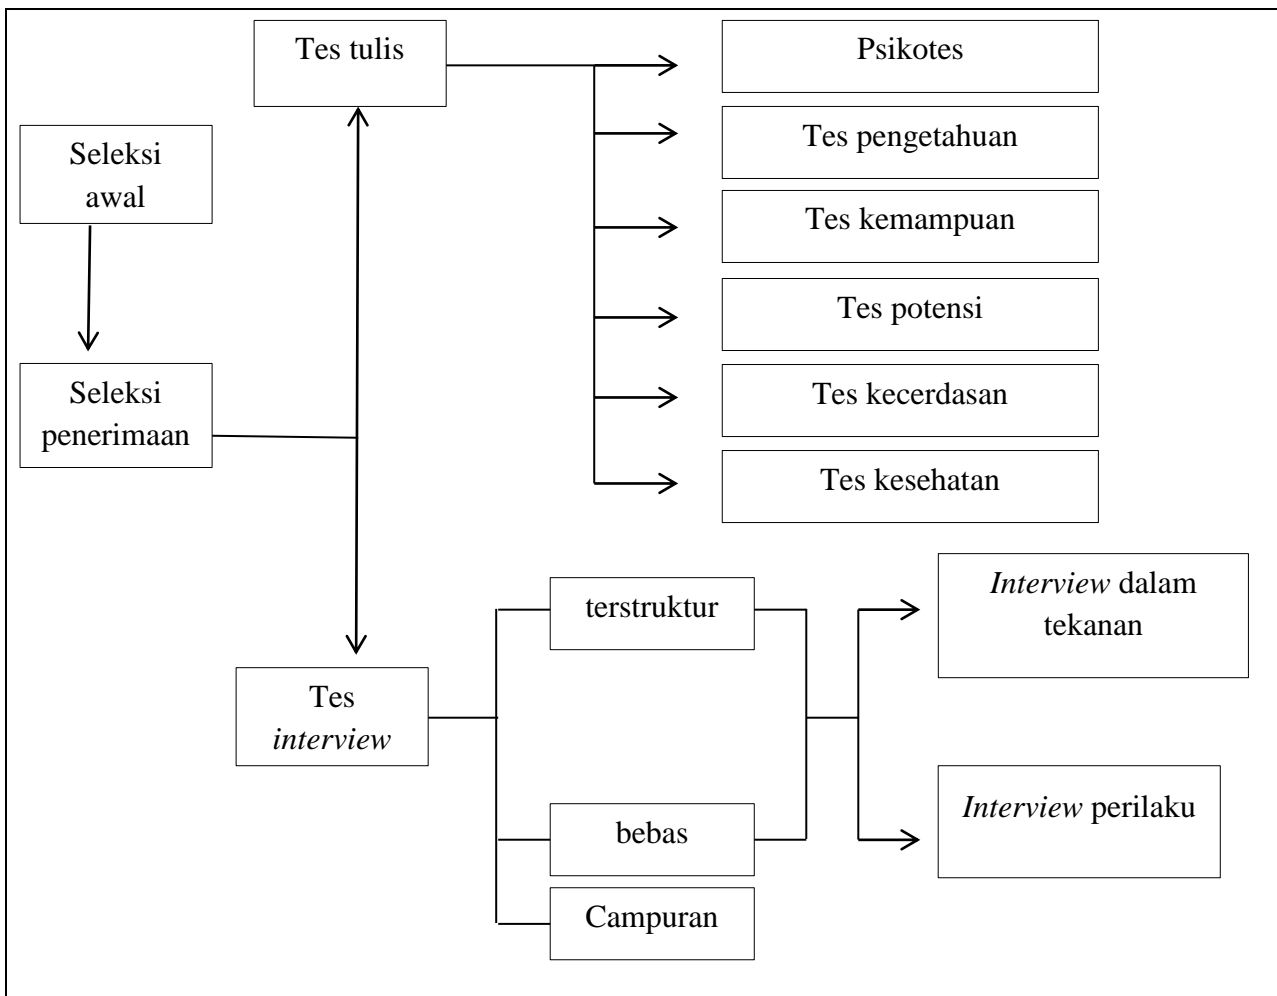 Tes tulis
Psikotes
Tes pengetahuan
Seleksi
awal
Tes kemampuan
Tes potensi
Seleksi
penerimaan
Tes kecerdasan
Tes kesehatan
terstruktur
Interview dalam
tekanan
Tes
interview
bebas
Interview perilaku
Campuran